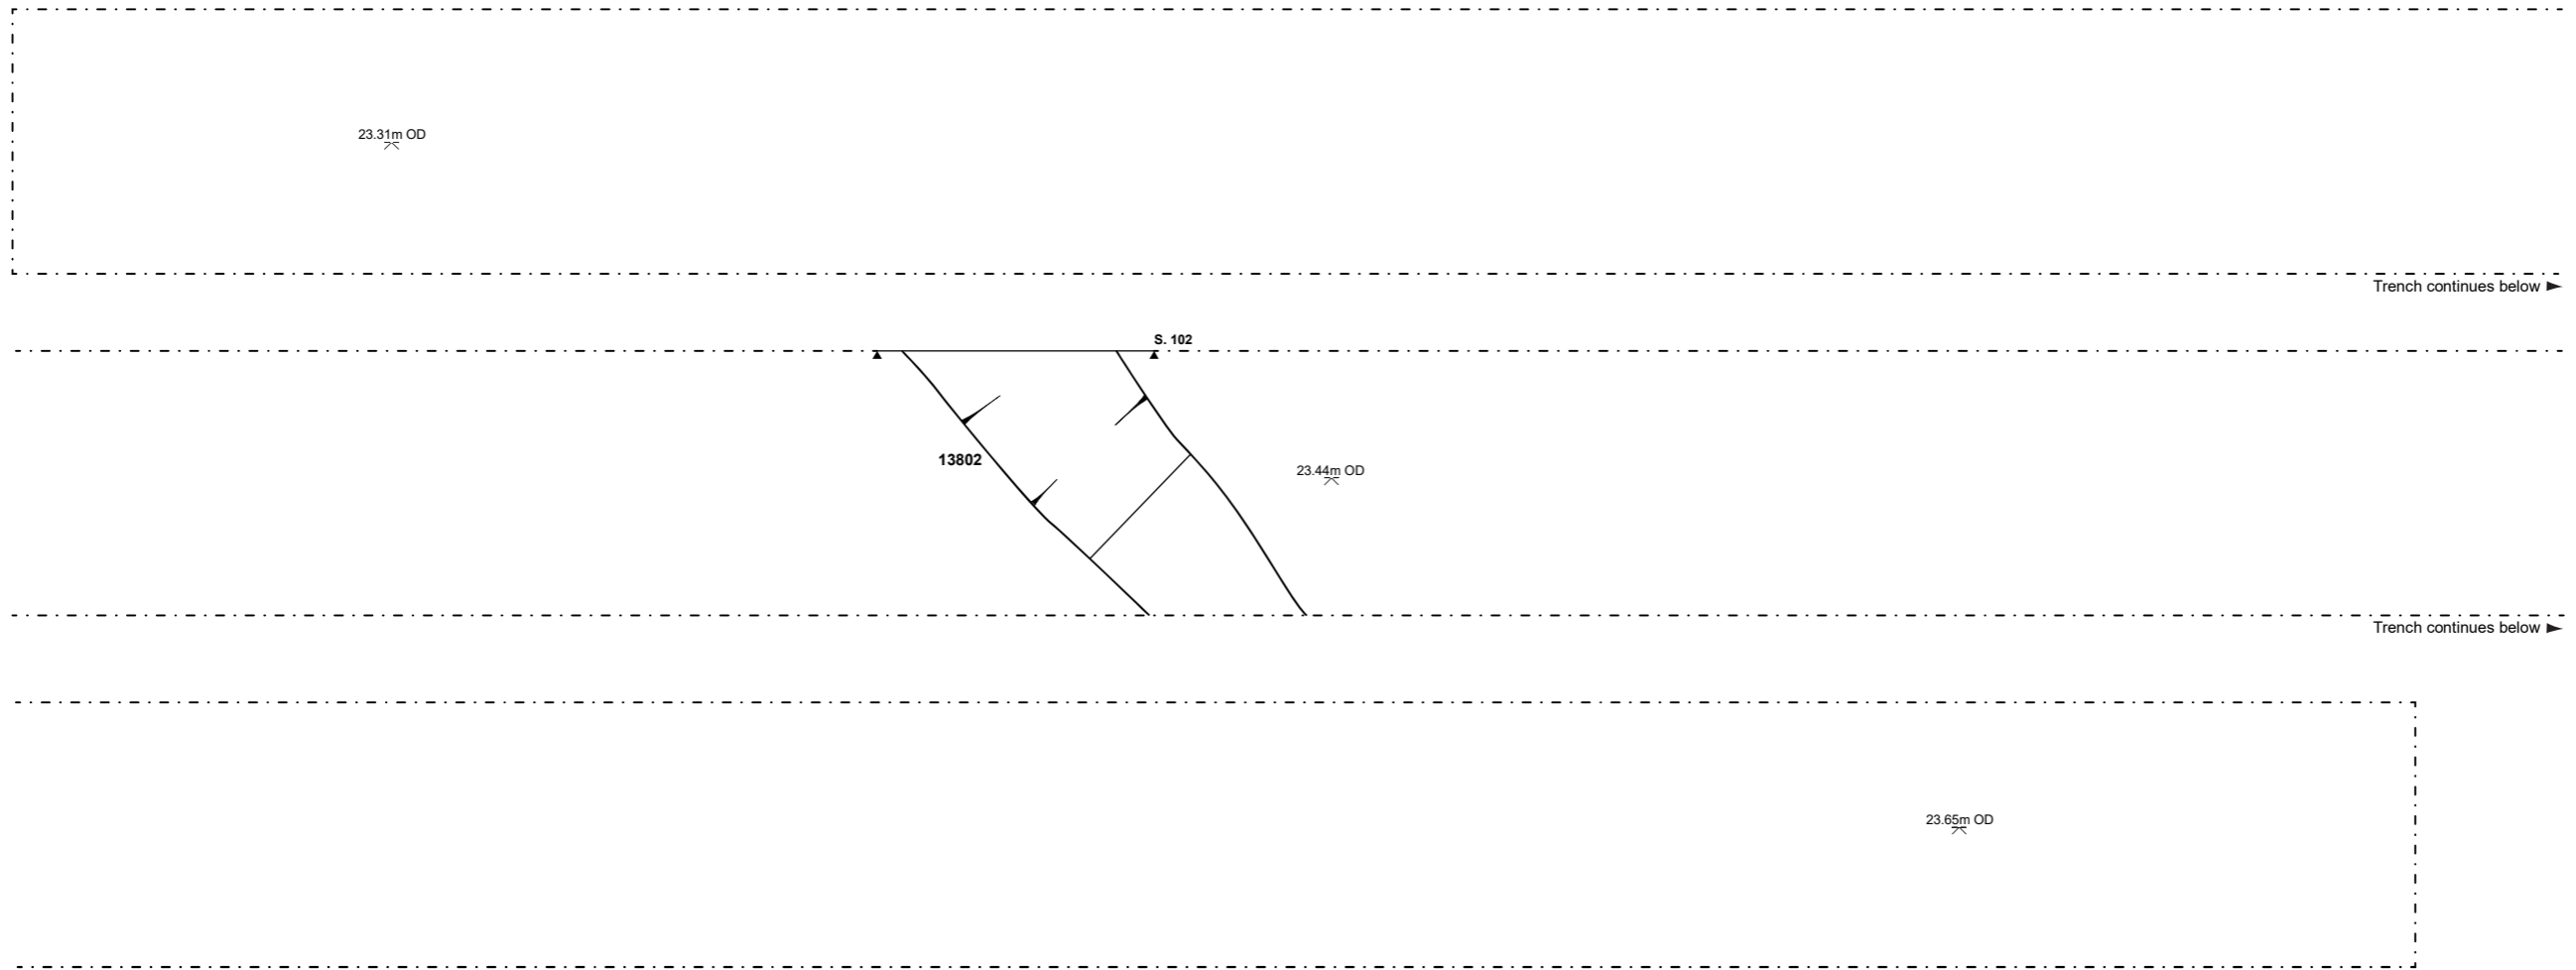 23.31m OD
Trench continues below
S. 102
13802
23.44m OD
Trench continues below
23.65m OD